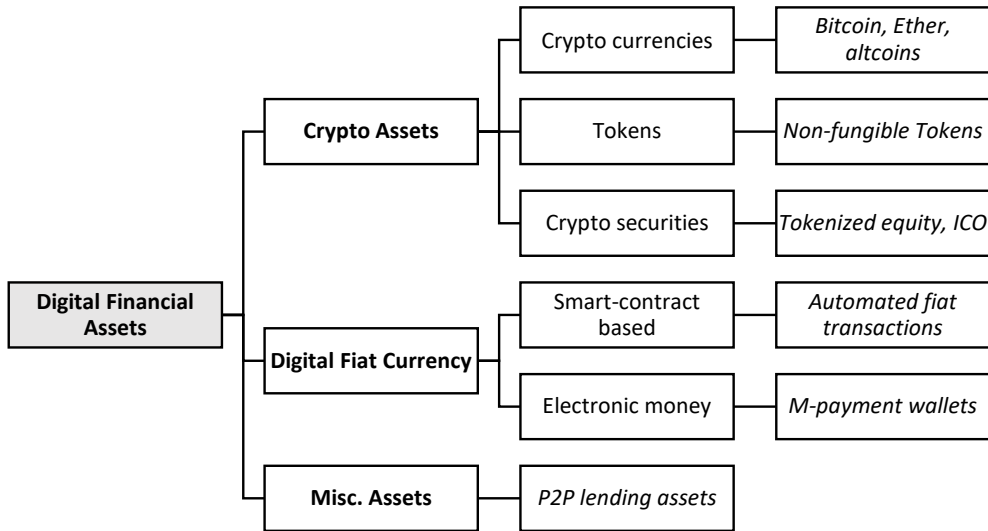 Crypto currencies
Bitcoin, Ether,
altcoins
Crypto Assets
Tokens
Non-fungible Tokens
Crypto securities
Tokenized equity, ICO
Digital Financial
Assets
Smart-contract
based
Automated fiat
transactions
Digital Fiat Currency
Electronic money
M-payment wallets
Misc. Assets
P2P lending assets